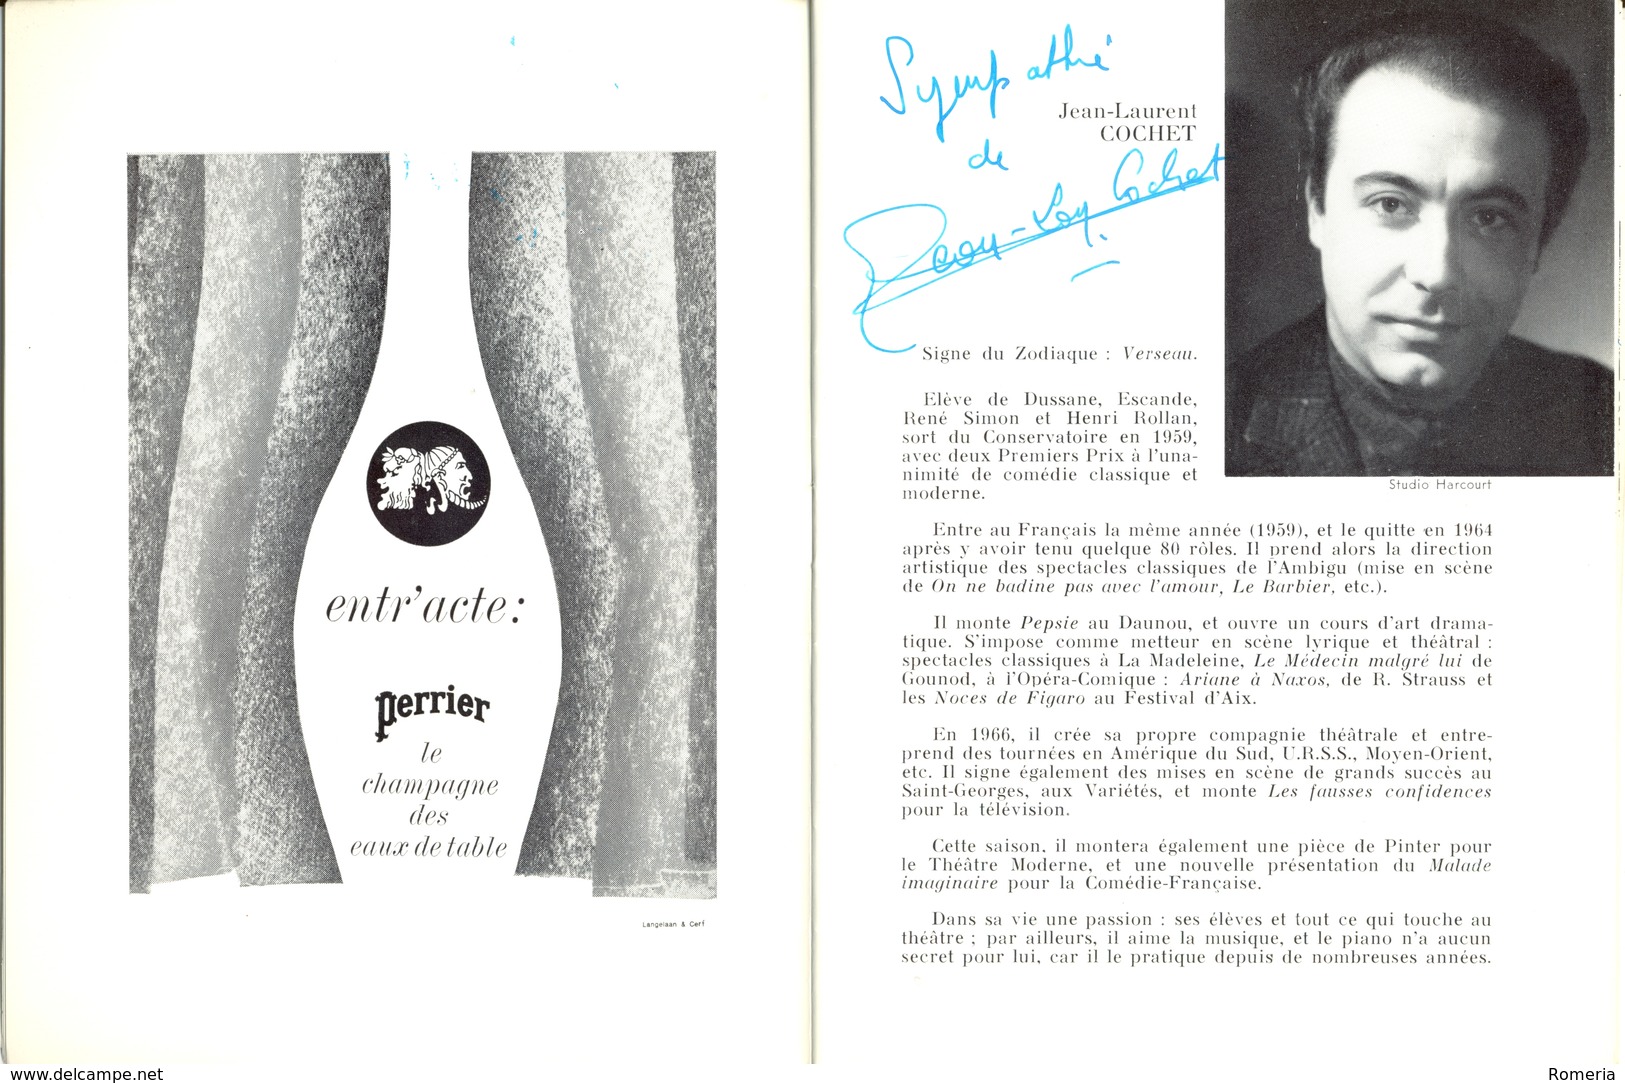 entr'acte:
perrier
le
champagne
des
eaux de table
Langelaan & Cerf
Sympathie
Jean-Laurent
COCHET
de
Jean-Lau Cochet
Signe du Zodiaque : Verseau.
Elève de Dussane, Escande,
René Simon et Henri Rollan,
sort du Conservatoire en 1959,
avec deux Premiers Prix à l'una-
nimité de comédie classique et
moderne.
Studio Harcourt
Entre au Français la même année (1959), et le quitte en 1964
après y avoir tenu quelque 80 rôles. Il prend alors la direction
artistique des spectacles classiques de l'Ambigu (mise en scène
de On ne badine pas avec l'amour, Le Barbier, etc.).
Il monte Pepsie au Daunou, et ouvre un cours d'art drama-
tique. S'impose comme metteur en scène lyrique et théâtral :
spectacles classiques à La Madeleine, Le Médecin malgré lui de
Gounod, à l'Opéra-Comique : Ariane à Naxos, de R. Strauss et
les Noces de Figaro au Festival d'Aix.
En 1966, il crée sa propre compagnie théâtrale et entre-
prend des tournées en Amérique du Sud, U.R.S.S., Moyen-Orient,
etc. Il signe également des mises en scène de grands succès au
Saint-Georges, aux Variétés, et monte Les fausses confidences
pour la télévision.
Cette saison, il montera également une pièce de Pinter pour
le Théâtre Moderne, et une nouvelle présentation du Malade
imaginaire pour la Comédie-Française.
Dans sa vie une passion : ses élèves et tout ce qui touche au
théâtre ; par ailleurs, il aime la musique, et le piano n'a aucun
secret pour lui, car il le pratique depuis de nombreuses années.
www.delcampe.net
Romeria